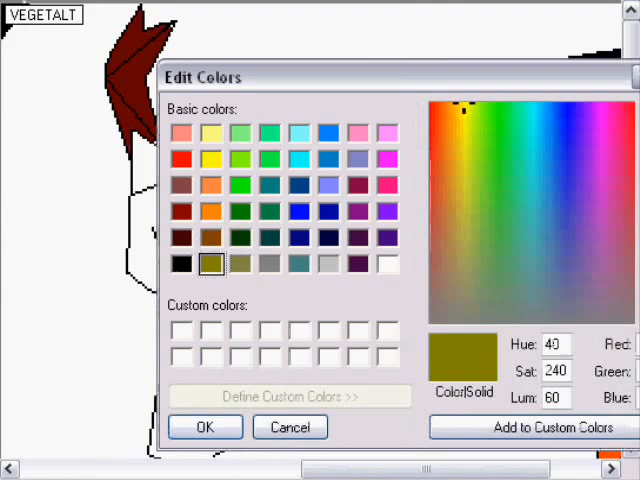 VEGETALT
Edit Colors
Basic colors:
Custom colors:
Define Custom Colors >>
OK
Cancel
Color|Solid
Hue: 40
Sat: 240
Lum: 60
Red:
Green:
Blue:
Add to Custom Colors